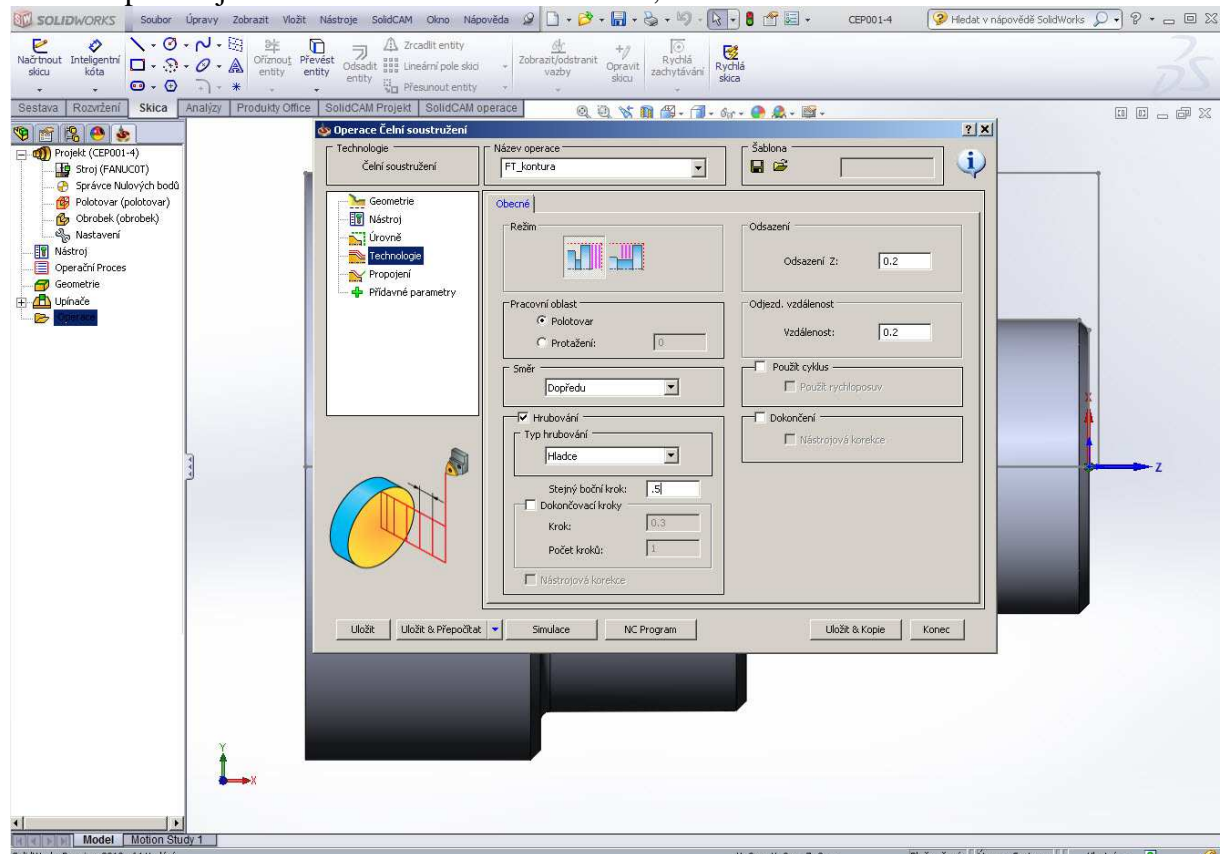 SOLIDWORKS Soubor Úpravy Zobrazit Vložit Nástroje SolidCAM Okno Nápověda CEP001-4 Hledat v nápovědě SolidWorks
Načrtnout skicu
Inteligentní kóta
Oříznout entity
Převést entity
Odsadit entity
Zrcadlit entity
Lineární pole skici
Přesunout entity
Zobrazit/odstranit vazby
Opravit skicu
Rychlá zachytávání
Rychlá skica
Sestava Rozvržení Skica Analýzy Produkty Office SolidCAM Projekt SolidCAM operace
Projekt (CEP001-4)
Stroj (FANUC0T)
Správce Nulových bodů
Polotovar (polotovar)
Obrobek (obrobek)
Nastavení
Nástroj
Operační Proces
Geometrie
Upínače
Operace
Operace Čelní soustružení
Technologie
Čelní soustružení
Název operace
FT_kontura
Šablona
Geometrie
Nástroj
Úrovně
Technologie
Propojení
Přídavné parametry
Obecné
Režim
Pracovní oblast
Polotovar
Protažení: 0
Směr
Dopředu
Hrubování
Typ hrubování
Hladce
Stejný boční krok: .5
Dokončovací kroky
Krok: 0.3
Počet kroků: 1
Nástrojová korekce
Odsazení
Odsazení Z: 0.2
Odjezd. vzdálenost
Vzdálenost: 0.2
Použít cyklus
Použít rychloposuv
Dokončení
Nástrojová korekce
Uložit Uložit & Přepočítat Simulace NC Program Uložit & Kopie Konec
X
Z
Y
X
Model Motion Study 1